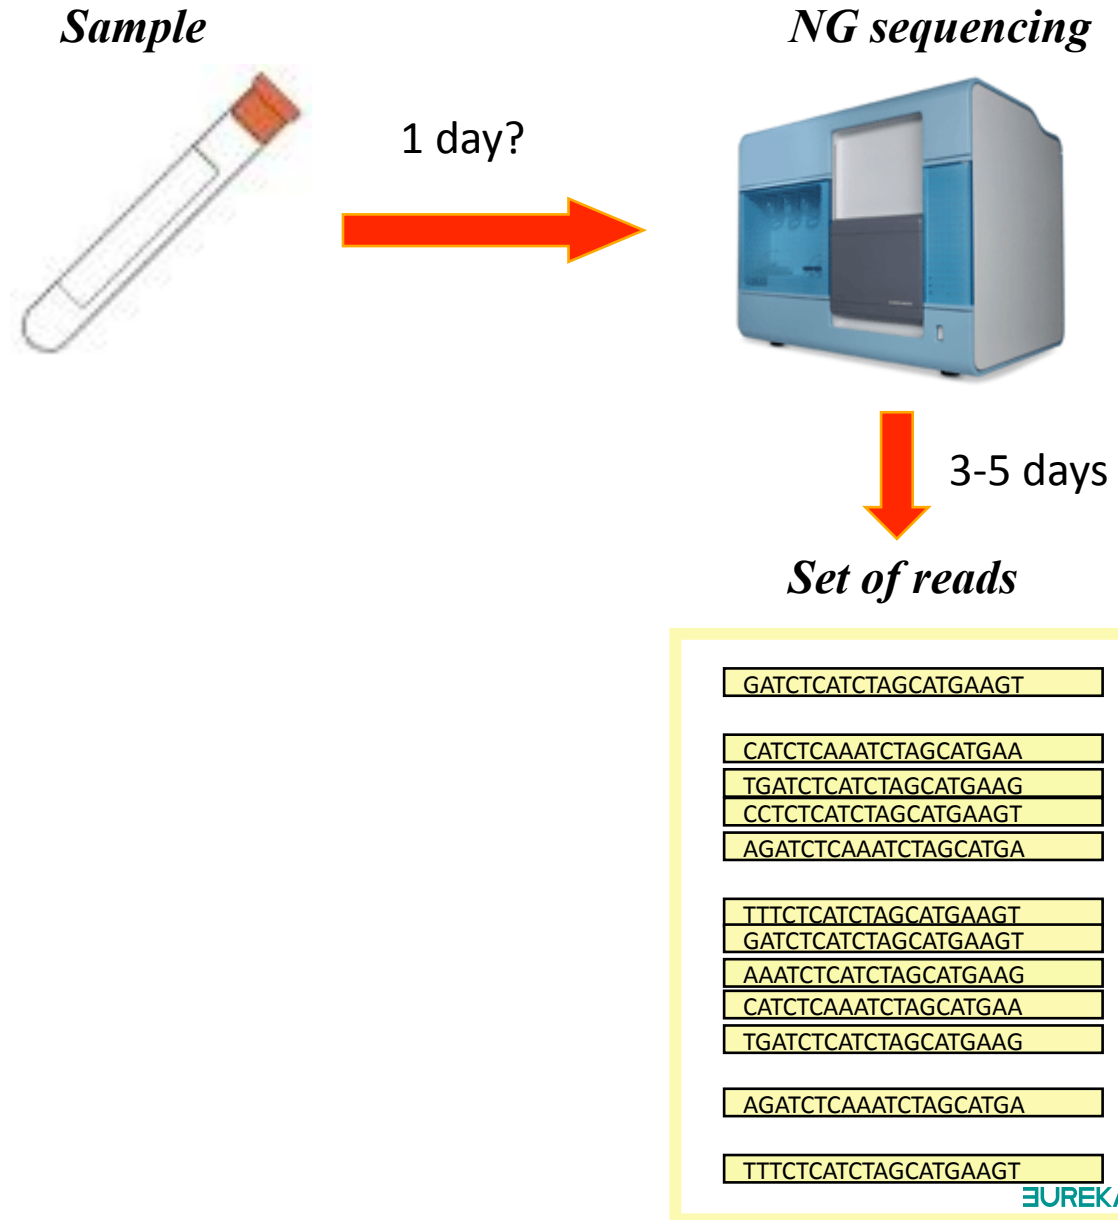 Sample
NG sequencing
1 day?
3-5 days
Set of reads
GATCTCATCTAGCATGAAGT
CATCTCAAATCTAGCATGAA
TGATCTCATCTAGCATGAAG
CCTCTCATCTAGCATGAAGT
AGATCTCAAATCTAGCATGA
TTTCTCATCTAGCATGAAGT
GATCTCATCTAGCATGAAGT
AAATCTCATCTAGCATGAAG
CATCTCAAATCTAGCATGAA
TGATCTCATCTAGCATGAAG
AGATCTCAAATCTAGCATGA
TTTCTCATCTAGCATGAAGT
EUREKA